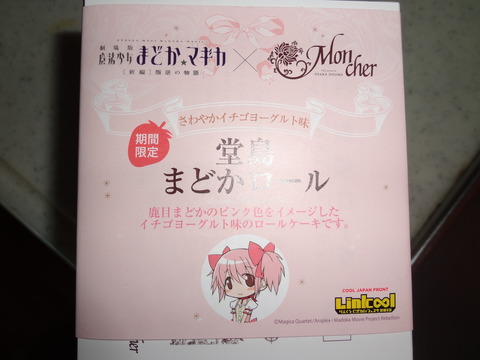 劇場版
魔法少女まどか☆マギカ
[新編]叛逆の物語
×
Mon cher
OSAKA DOJIMA
さわやかイチゴヨーグルト味
期間限定
堂島
まどかロール
鹿目まどかのピンク色をイメージした
イチゴヨーグルト味のロールケーキです。
COOL JAPAN FRONT
Linkcool
©Magica Quartet/Aniplex・Madoka Movie Project Rebellion